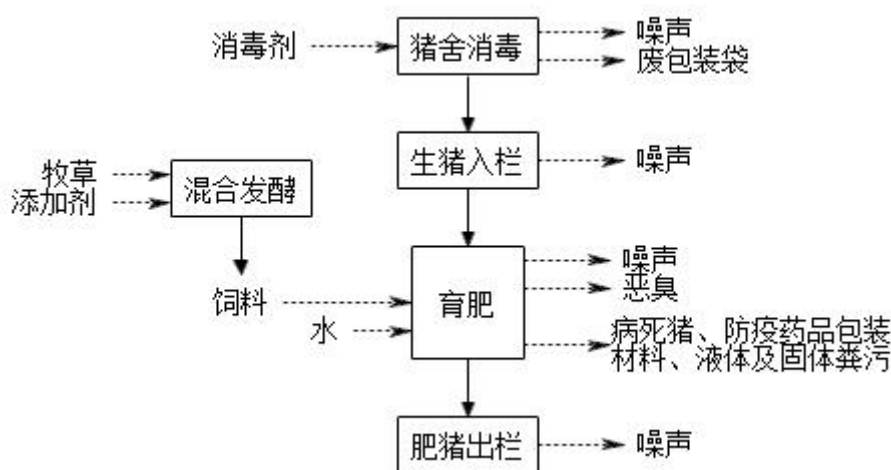 消毒剂
猪舍消毒
噪声
废包装袋
生猪入栏
噪声
牧草
添加剂
混合发酵
饲料
水
育肥
噪声
恶臭
病死猪、防疫药品包装
材料、液体及固体粪污
肥猪出栏
噪声